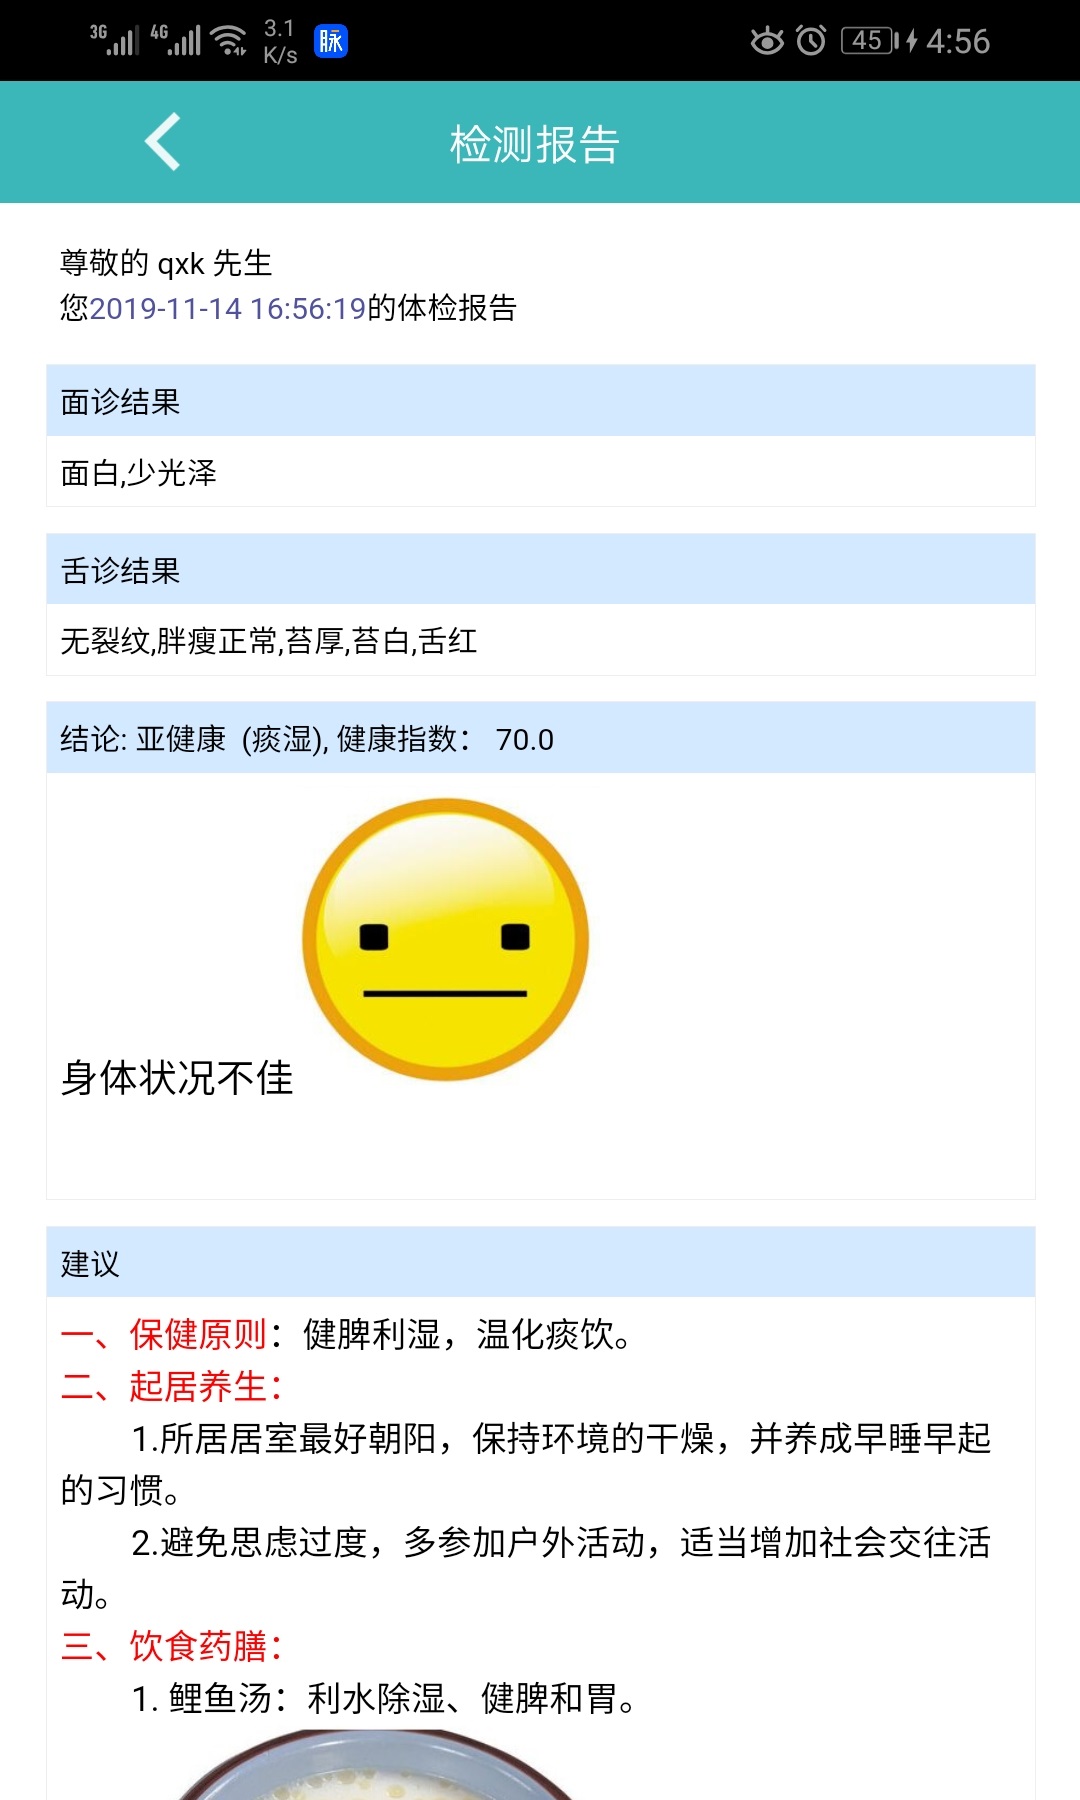 3G 4G 3.1 K/s 脉 45 4:56
检测报告
尊敬的 qxk 先生
您2019-11-14 16:56:19的体检报告
面诊结果
面白,少光泽
舌诊结果
无裂纹,胖瘦正常,苔厚,苔白,舌红
结论: 亚健康 (痰湿), 健康指数： 70.0
身体状况不佳
建议
一、保健原则：健脾利湿，温化痰饮。
二、起居养生：
1.所居居室最好朝阳，保持环境的干燥，并养成早睡早起
的习惯。
2.避免思虑过度，多参加户外活动，适当增加社会交往活
动。
三、饮食药膳：
1. 鲤鱼汤：利水除湿、健脾和胃。